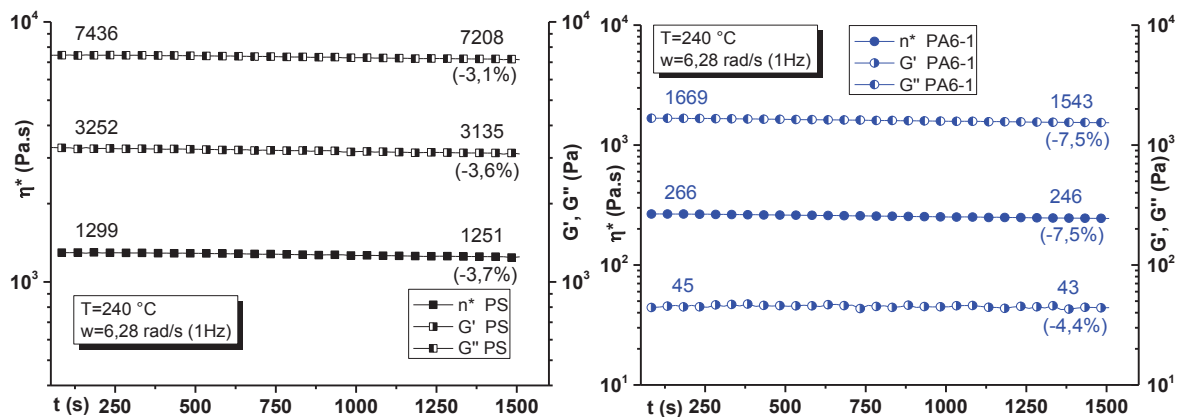 10⁴
10⁴
7436
7208
(-3,1%)
3252
3135
(-3,6%)
1299
1251
(-3,7%)
10³
10³
η* (Pa.s)
G', G'' (Pa)
T=240 °C
w=6,28 rad/s (1Hz)
n* PS
G' PS
G'' PS
t (s) 250 500 750 1000 1250 1500
10⁴
10⁴
T=240 °C
w=6,28 rad/s (1Hz)
n* PA6-1
G' PA6-1
G'' PA6-1
1669
1543
(-7,5%)
10³
10³
266
246
(-7,5%)
10²
10²
45
43
(-4,4%)
10¹
10¹
η* (Pa.s)
G', G'' (Pa)
t (s) 250 500 750 1000 1250 1500